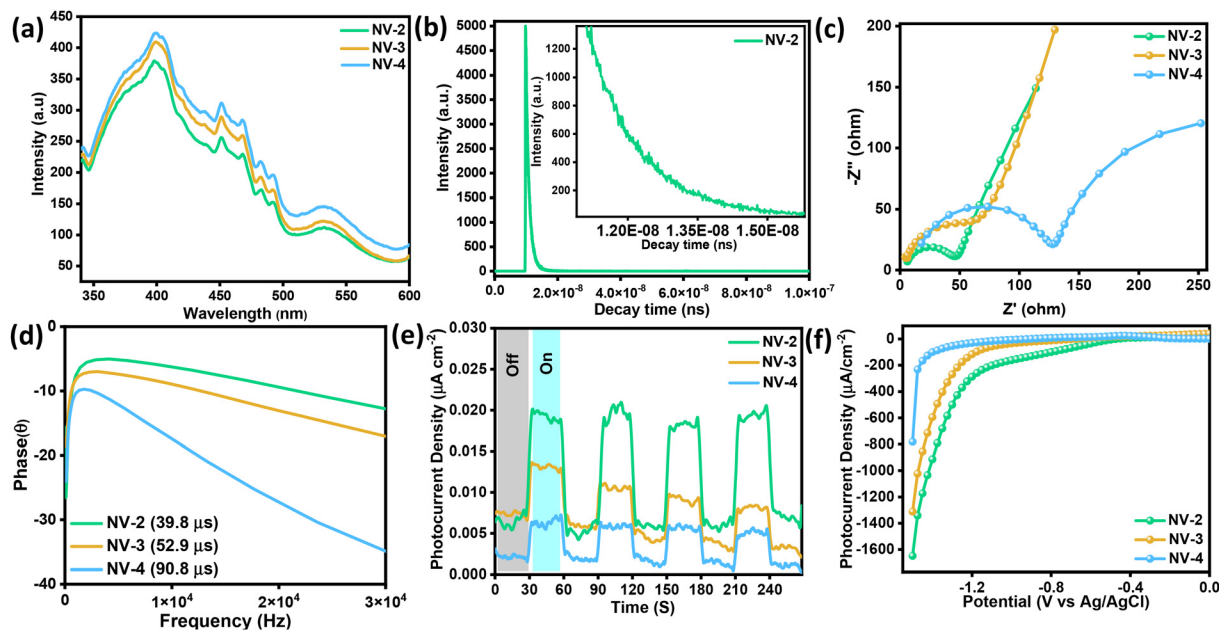 (a)
450
400
350
300
250
200
150
100
50
Intensity (a.u)
NV-2
NV-3
NV-4
350
400
450
500
550
600
Wavelength (nm)
(b)
5000
4500
4000
3500
3000
2500
2000
1500
1000
500
0
Intensity (a.u.)
NV-2
1200
1000
800
600
400
200
Intensity (a.u.)
1.20E-08 1.35E-08 1.50E-08
Decay time (ns)
0.0 2.0×10⁻⁸ 4.0×10⁻⁸ 6.0×10⁻⁸ 8.0×10⁻⁸ 1.0×10⁻⁷
Decay time (ns)
(c)
200
150
100
50
0
-Z'' (ohm)
NV-2
NV-3
NV-4
0 50 100 150 200 250
Z' (ohm)
(d)
0
-10
-20
-30
-40
Phase(θ)
NV-2 (39.8 μs)
NV-3 (52.9 μs)
NV-4 (90.8 μs)
0 1×10⁴ 2×10⁴ 3×10⁴
Frequency (Hz)
(e)
0.030
0.025
0.020
0.015
0.010
0.005
0.000
Photocurrent Density (μA cm⁻²)
Off
On
NV-2
NV-3
NV-4
0 30 60 90 120 150 180 210 240
Time (S)
(f)
0
-200
-400
-600
-800
-1000
-1200
-1400
-1600
Photocurrent Density (μA/cm⁻²)
NV-2
NV-3
NV-4
-1.2 -0.8 -0.4 0.0
Potential (V vs Ag/AgCl)